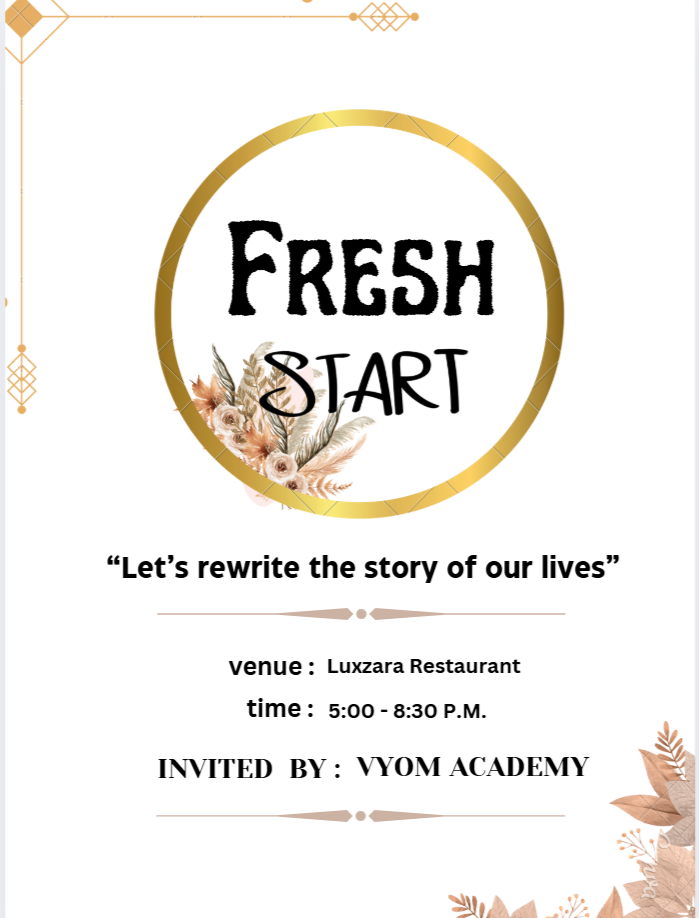 FRESH
START
“Let’s rewrite the story of our lives”
venue : Luxzara Restaurant
time : 5:00 - 8:30 P.M.
INVITED BY : VYOM ACADEMY